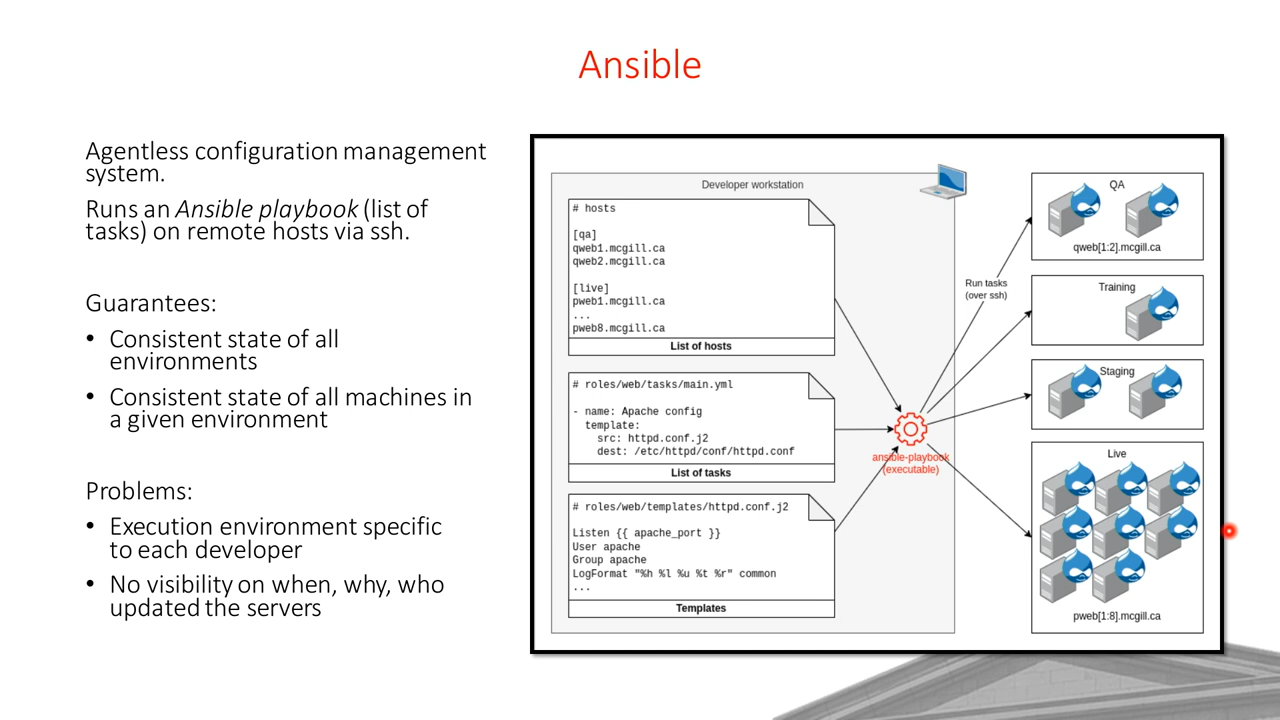 Ansible
Agentless configuration management
system.
Runs an Ansible playbook (list of
tasks) on remote hosts via ssh.
Guarantees:
• Consistent state of all
environments
• Consistent state of all machines in
a given environment
Problems:
• Execution environment specific
to each developer
• No visibility on when, why, who
updated the servers
Developer workstation
# hosts
[qa]
qweb1.mcgill.ca
qweb2.mcgill.ca
[live]
pweb1.mcgill.ca
...
pweb8.mcgill.ca
List of hosts
# roles/web/tasks/main.yml
- name: Apache config
template:
src: httpd.conf.j2
dest: /etc/httpd/conf/httpd.conf
List of tasks
# roles/web/templates/httpd.conf.j2
Listen {{ apache_port }}
User apache
Group apache
LogFormat "%h %l %u %t %r" common
...
Templates
ansible-playbook
(executable)
Run tasks
(over ssh)
QA
qweb[1:2].mcgill.ca
Training
Staging
Live
pweb[1:8].mcgill.ca